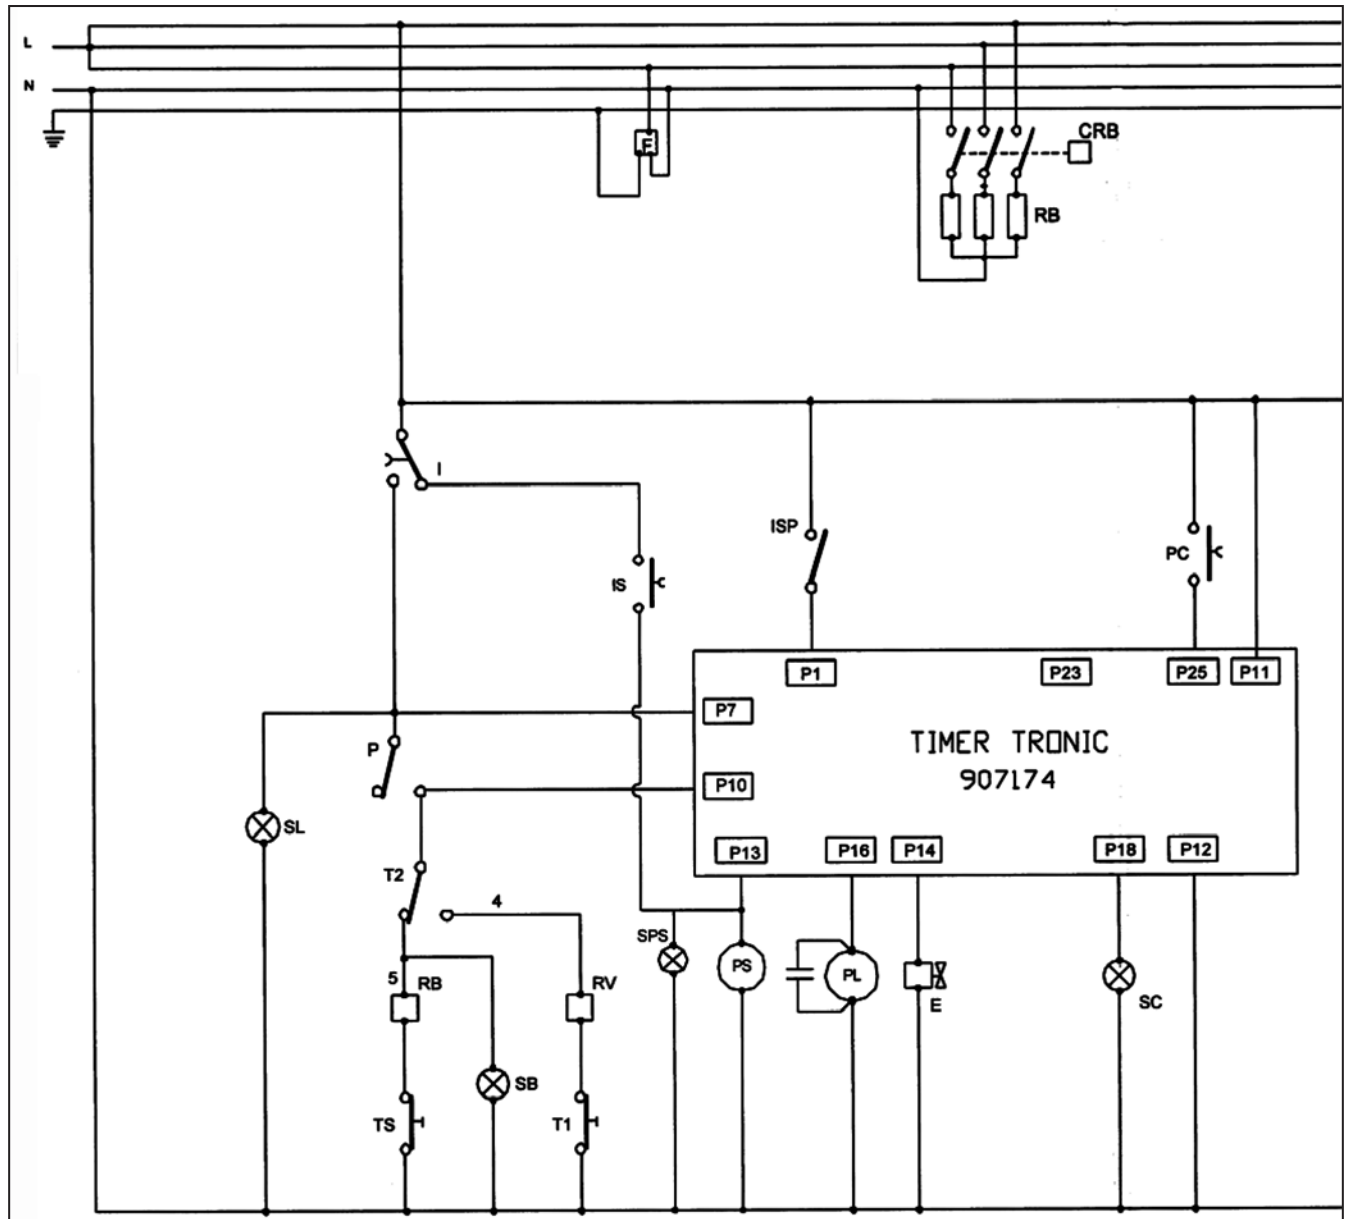 L
N
F
CRB
RB
I
ISP
PC
IS
P1
P23
P25
P11
P7
P
TIMER TRONIC
P10
907174
SL
P13
P16
P14
P18
P12
T2
4
SPS
PS
PL
5
RB
RV
E
SC
SB
TS
T1